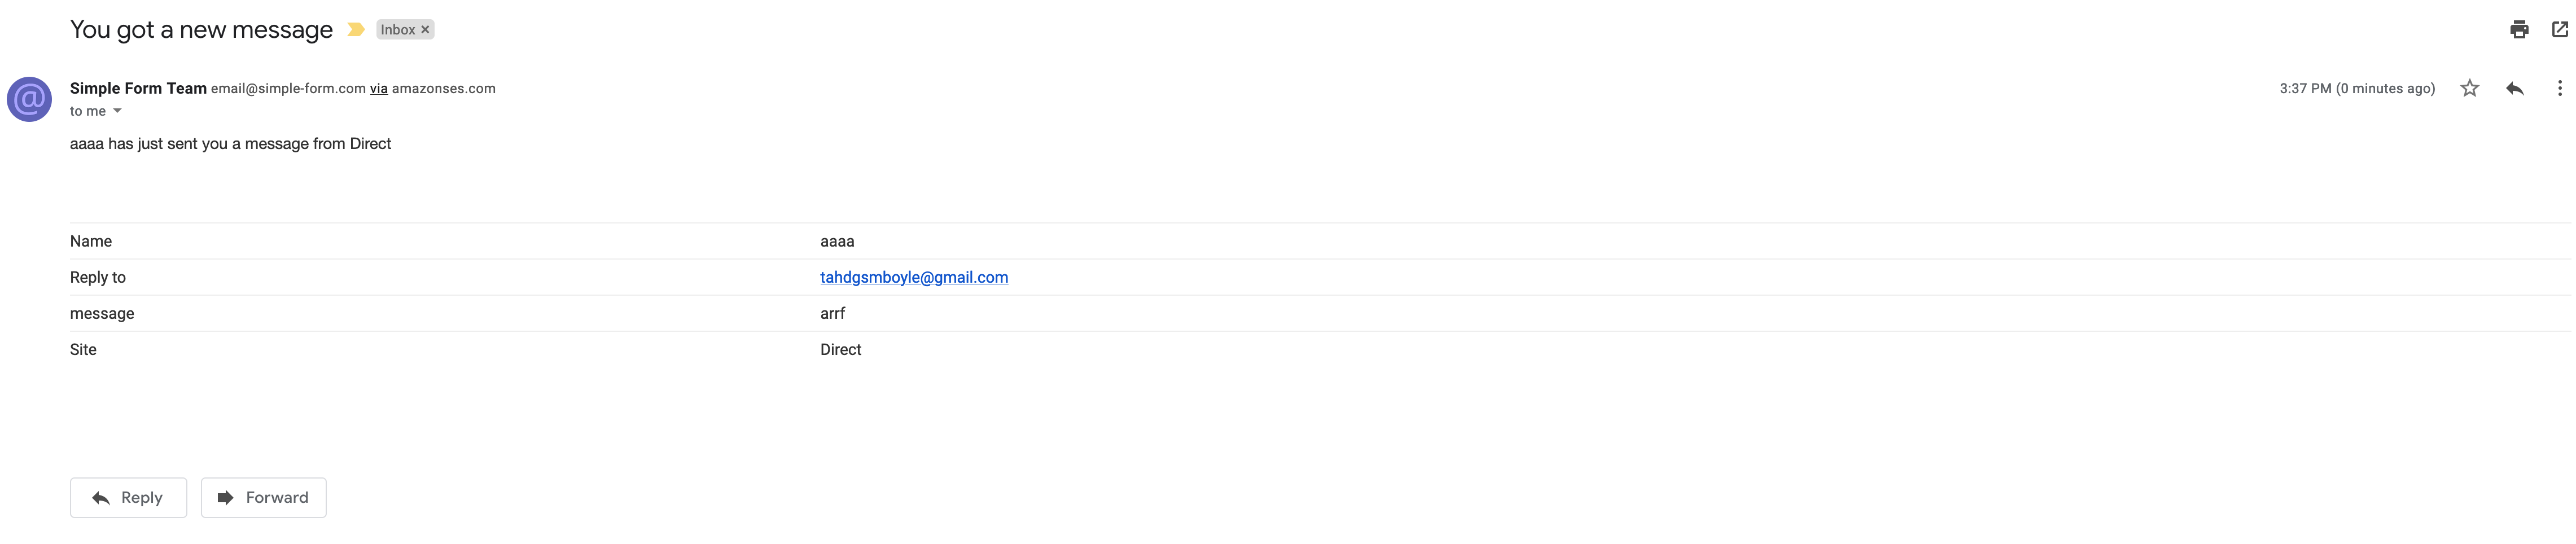 You got a new message Inbox ×
Simple Form Team email@simple-form.com via amazonses.com 3:37 PM (0 minutes ago)
to me
aaaa has just sent you a message from Direct
Name aaaa
Reply to tahdgsmboyle@gmail.com
message arrf
Site Direct
Reply Forward